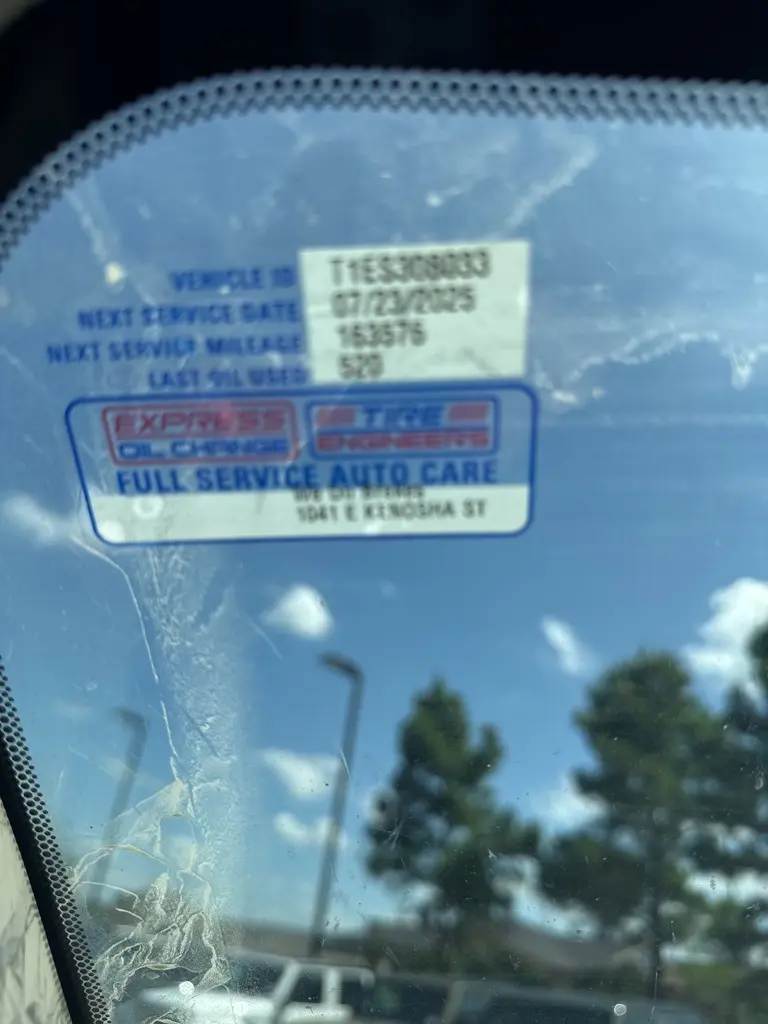 VEHICLE ID T1ES308033
NEXT SERVICE DATE 07/23/2025
NEXT SERVICE MILEAGE 163576
LAST OIL USED 520
EXPRESS OIL CHANGE
TIRE ENGINEERS
FULL SERVICE AUTO CARE
1041 E KENOSHA ST